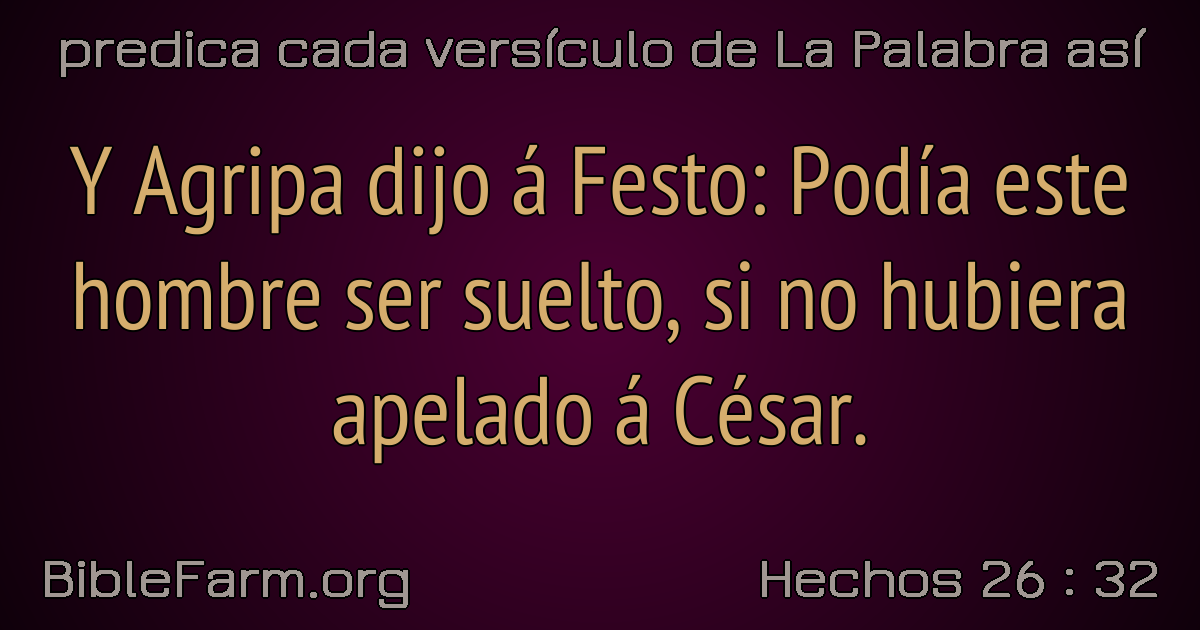 predica cada versículo de La Palabra así
Y Agripa dijo á Festo: Podía este
hombre ser suelto, si no hubiera
apelado á César.
BibleFarm.org
Hechos 26 : 32